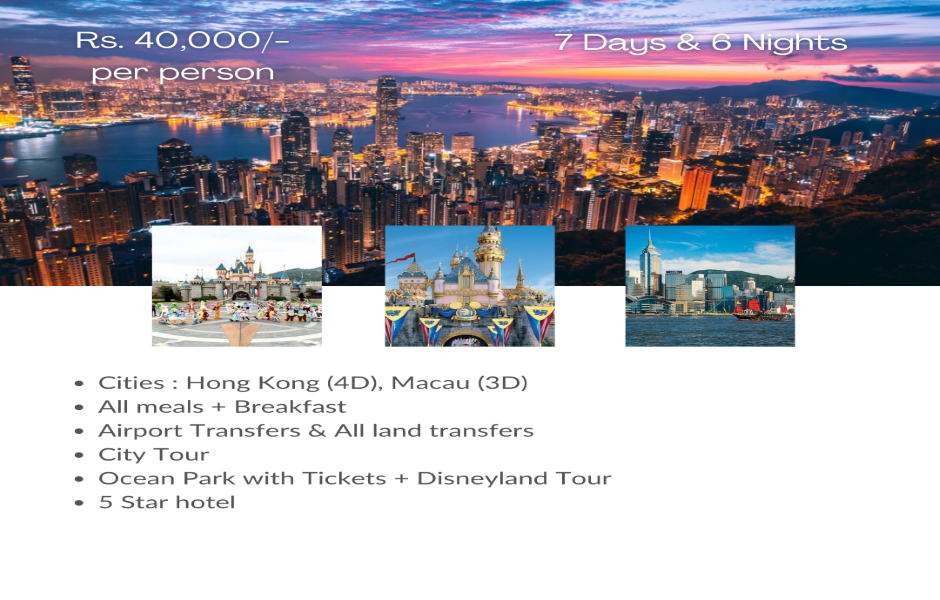 Rs. 40,000/-
per person
7 Days & 6 Nights
• Cities : Hong Kong (4D), Macau (3D)
• All meals + Breakfast
• Airport Transfers & All land transfers
• City Tour
• Ocean Park with Tickets + Disneyland Tour
• 5 Star hotel